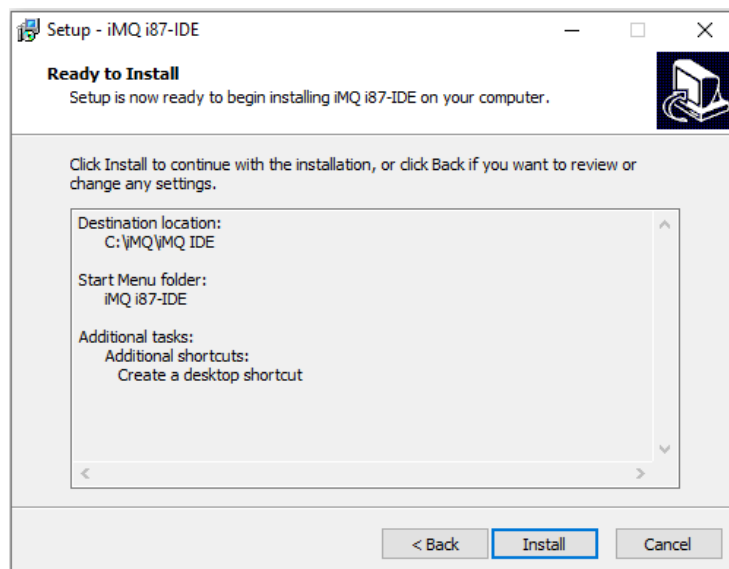 Setup - iMQ i87-IDE
Ready to Install
Setup is now ready to begin installing iMQ i87-IDE on your computer.
Click Install to continue with the installation, or click Back if you want to review or
change any settings.
Destination location:
C:\iMQ\iMQ IDE
Start Menu folder:
iMQ i87-IDE
Additional tasks:
Additional shortcuts:
Create a desktop shortcut
< Back Install Cancel